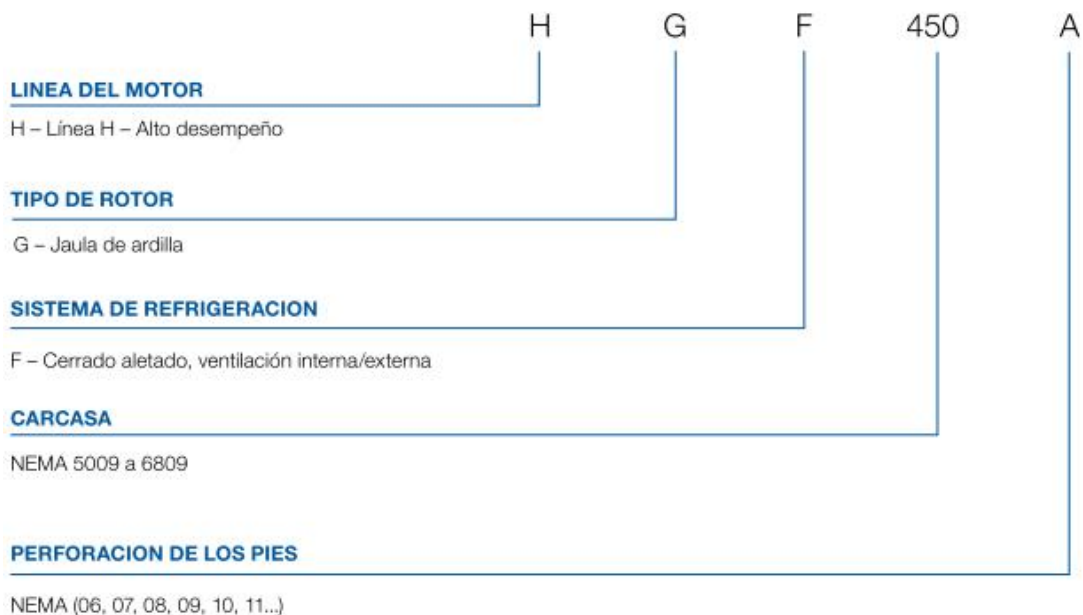 H G F 450 A
LINEA DEL MOTOR
H – Línea H – Alto desempeño
TIPO DE ROTOR
G – Jaula de ardilla
SISTEMA DE REFRIGERACION
F – Cerrado aletado, ventilación interna/externa
CARCASA
NEMA 5009 a 6809
PERFORACION DE LOS PIES
NEMA (06, 07, 08, 09, 10, 11...)